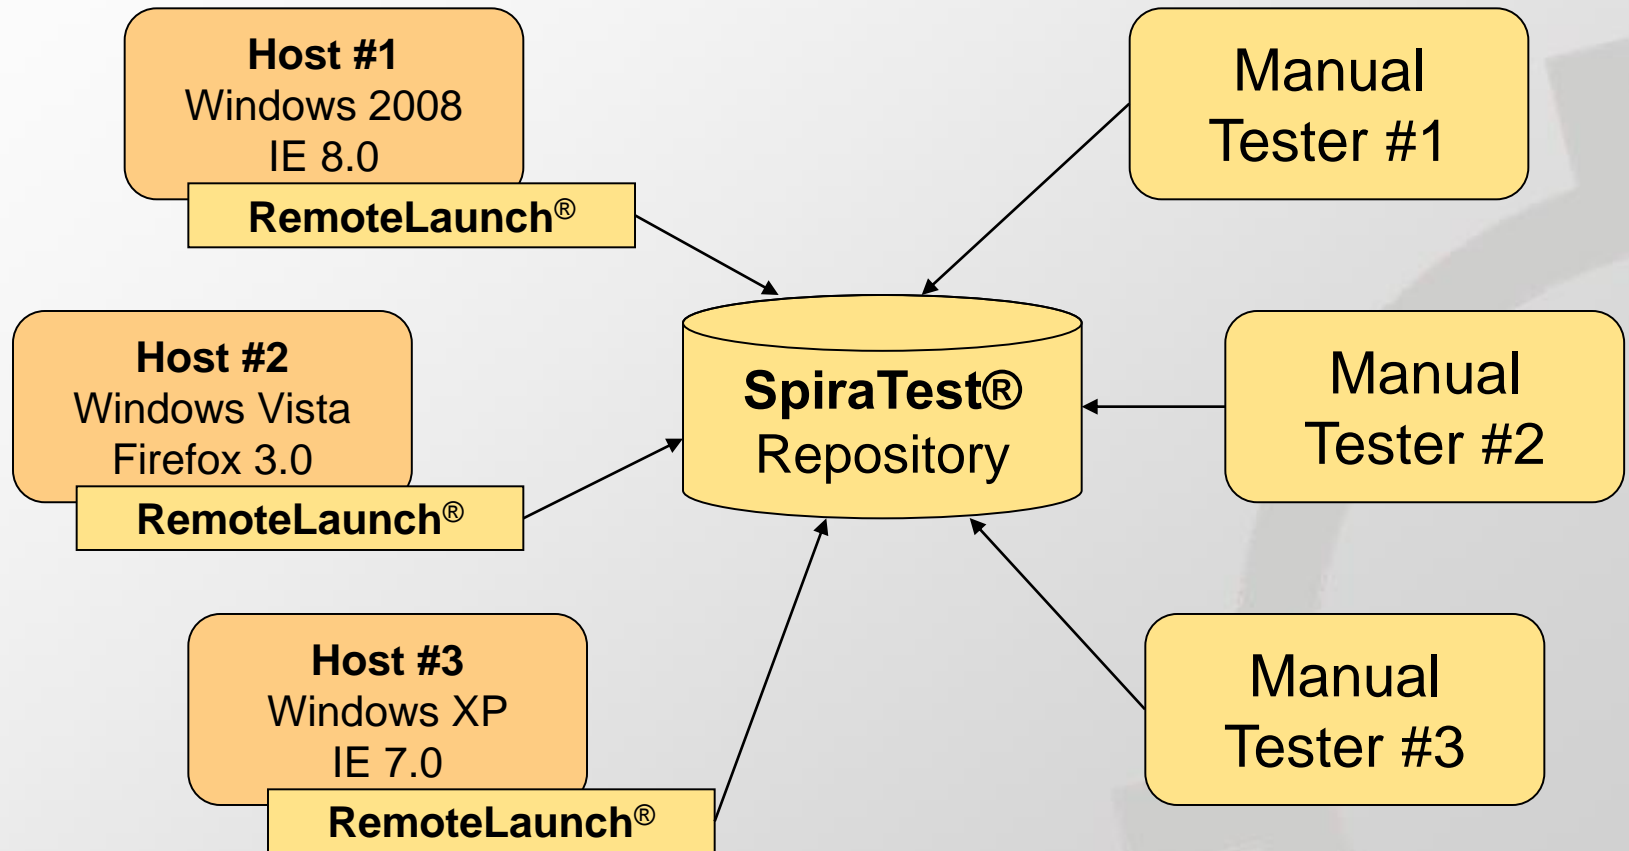 Host #1
Windows 2008
IE 8.0
RemoteLaunch®
Manual
Tester #1
Host #2
Windows Vista
Firefox 3.0
RemoteLaunch®
SpiraTest®
Repository
Manual
Tester #2
Host #3
Windows XP
IE 7.0
RemoteLaunch®
Manual
Tester #3